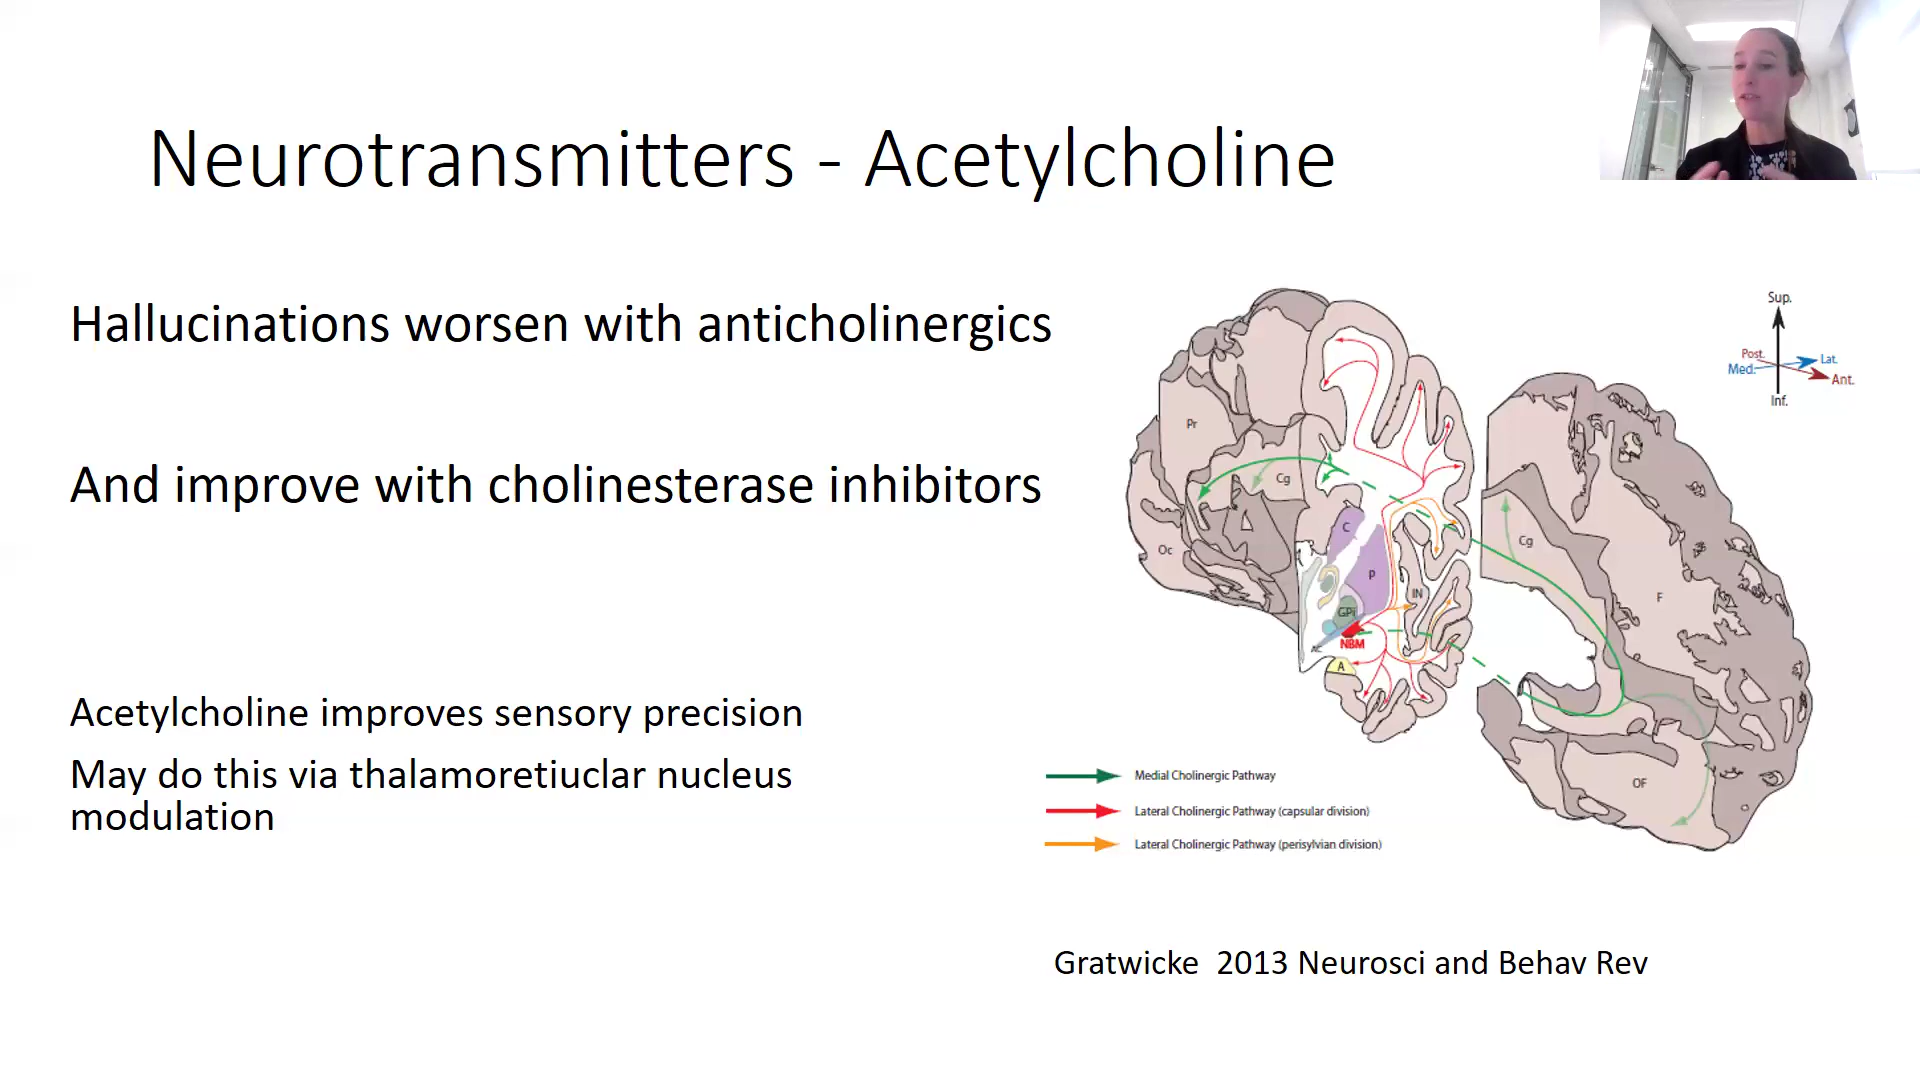 Neurotransmitters - Acetylcholine
Hallucinations worsen with anticholinergics
And improve with cholinesterase inhibitors
Acetylcholine improves sensory precision
May do this via thalamoretiuclar nucleus
modulation
Sup.
Post.
Lat.
Med.
Ant.
Inf.
Pr
Cg
Oc
C
P
IN
GPi
NBM
AC
A
Cg
F
OF
Medial Cholinergic Pathway
Lateral Cholinergic Pathway (capsular division)
Lateral Cholinergic Pathway (perisylvian division)
Gratwicke  2013 Neurosci and Behav Rev